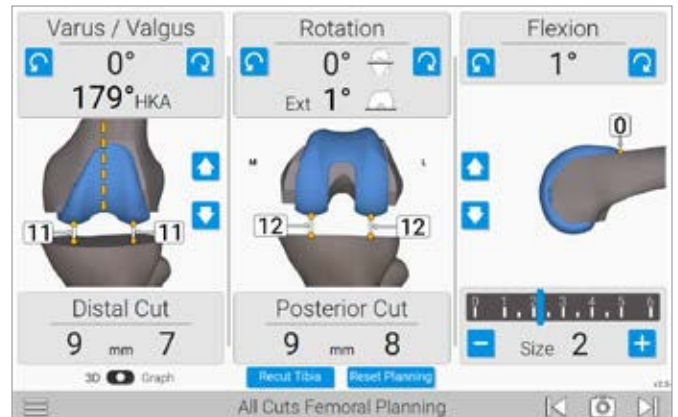 Varus / Valgus
0°
179°HKA
11
11
Distal Cut
9 mm 7
3D Graph
Rotation
0°
Ext 1°
M
L
12
12
Posterior Cut
9 mm 8
Recut Tibia
Reset Planning
Flexion
1°
0
0 1 2 3 4 5 6
Size 2
All Cuts Femoral Planning